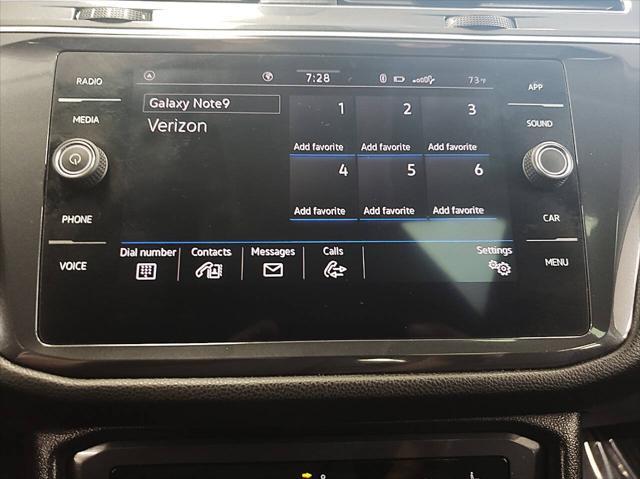 RADIO
MEDIA
PHONE
VOICE
7:28
73°F
Galaxy Note9
Verizon
1 2 3
Add favorite Add favorite Add favorite
4 5 6
Add favorite Add favorite Add favorite
Dial number Contacts Messages Calls Settings
APP
SOUND
CAR
MENU